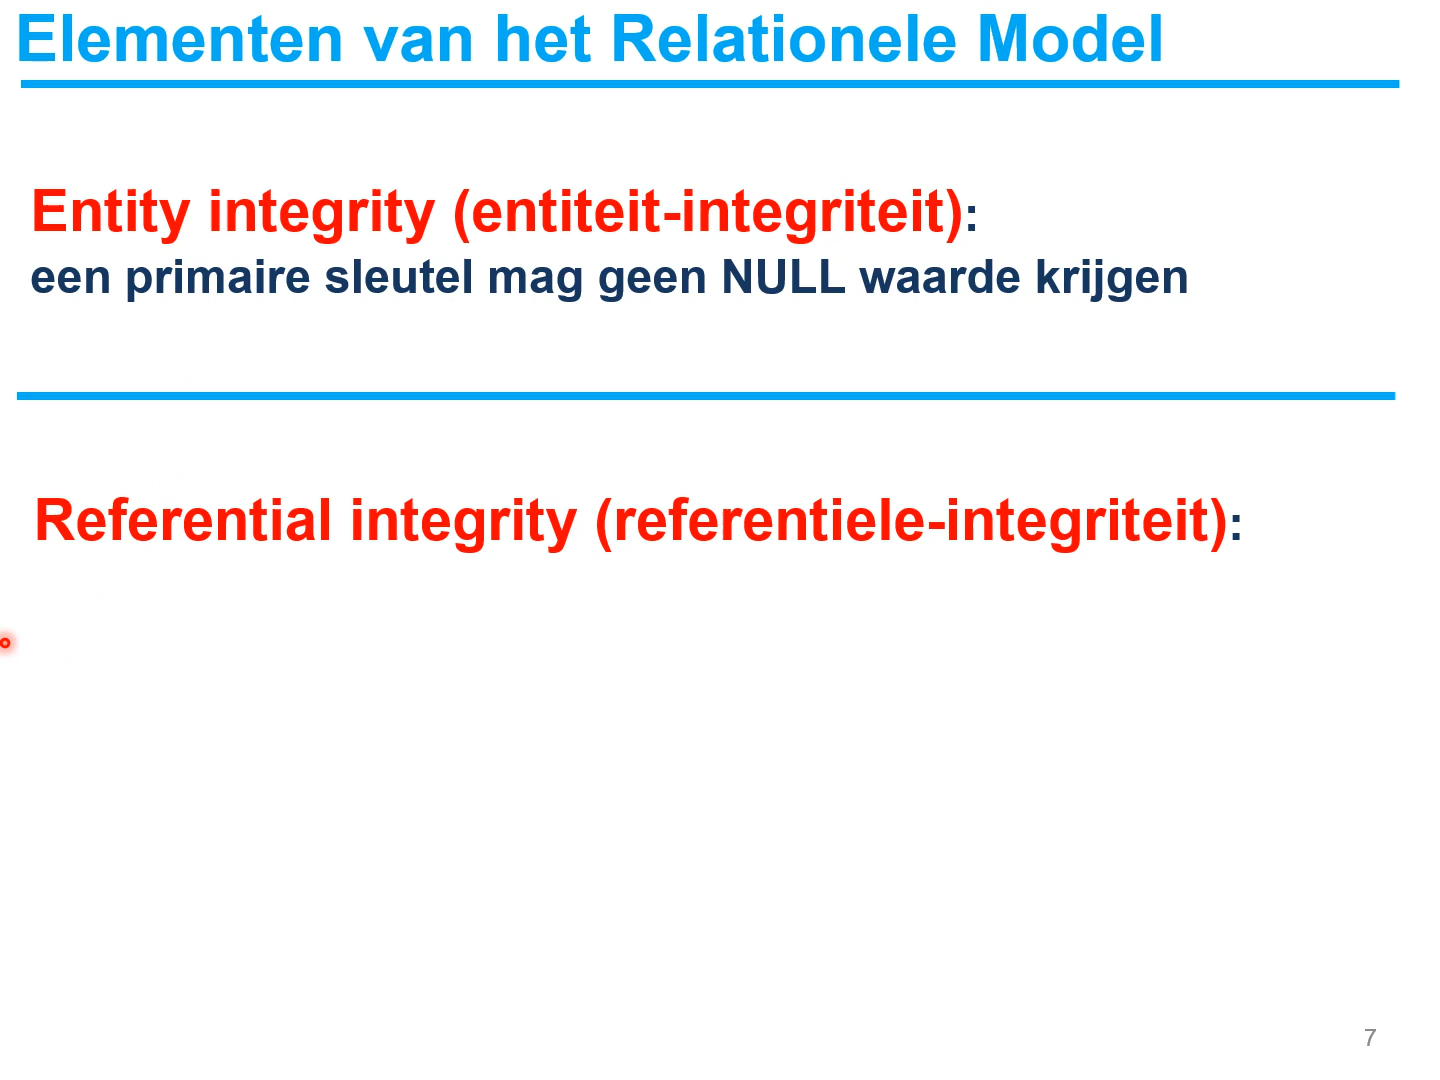 Elementen van het Relationele Model
Entity integrity (entiteit-integriteit):
een primaire sleutel mag geen NULL waarde krijgen
Referential integrity (referentiele-integriteit):
7